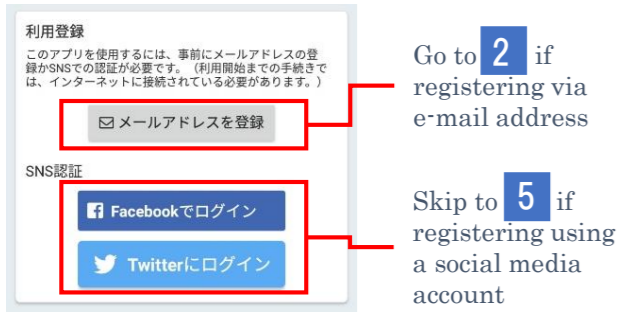 利用登録
このアプリを使用するには、事前にメールアドレスの登
録かSNSでの認証が必要です。（利用開始までの手続きで
は、インターネットに接続されている必要があります。）
メールアドレスを登録
SNS認証
Facebookでログイン
Twitterにログイン
Go to 2 if
registering via
e-mail address
Skip to 5 if
registering using
a social media
account